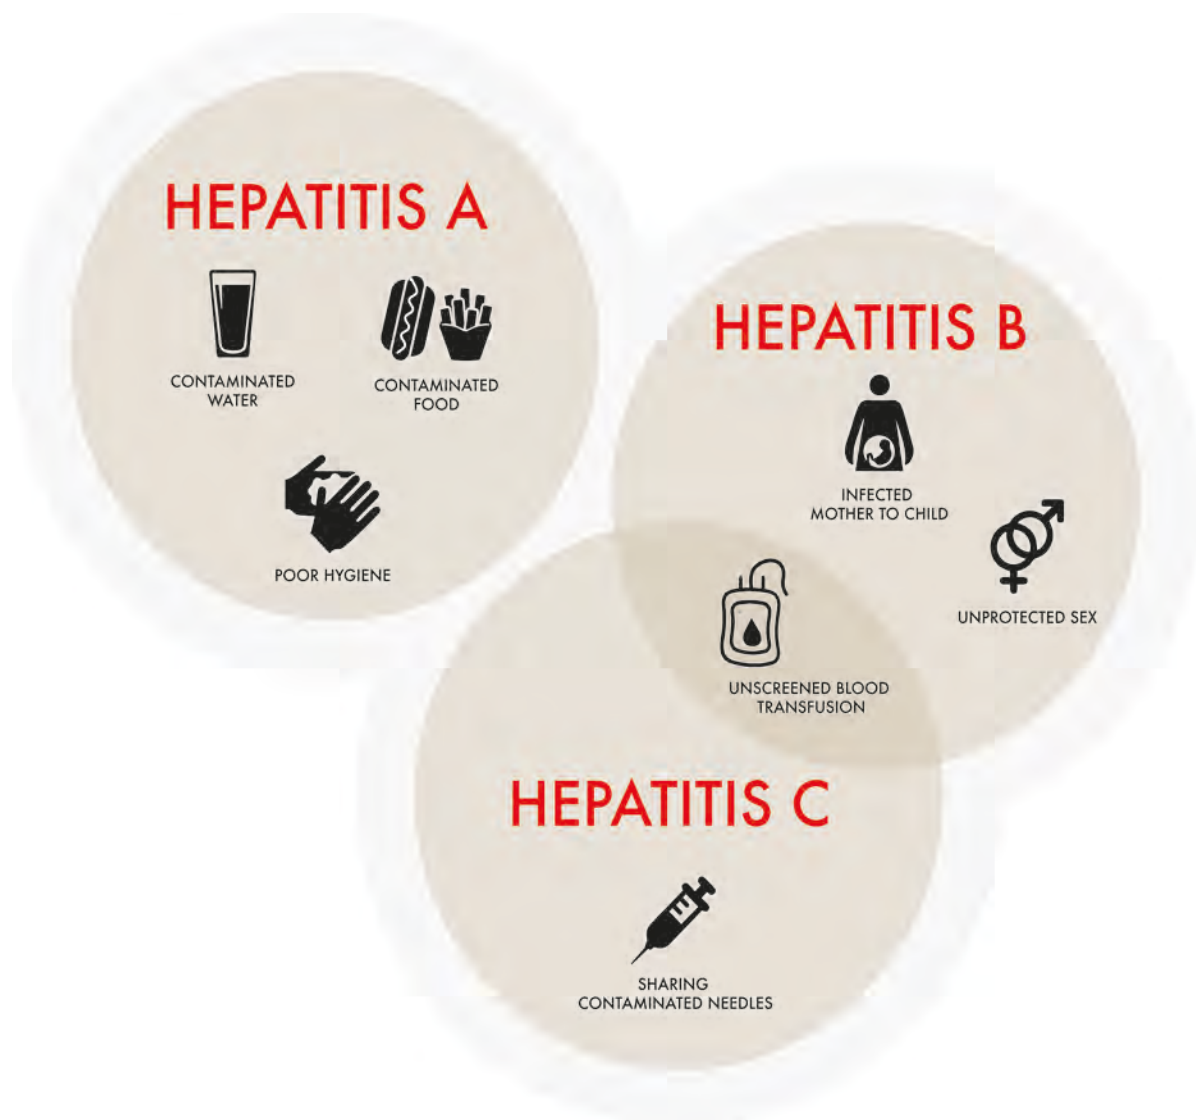 HEPATITIS A
CONTAMINATED
WATER
CONTAMINATED
FOOD
POOR HYGIENE
HEPATITIS B
INFECTED
MOTHER TO CHILD
UNPROTECTED SEX
UNSCREENED BLOOD
TRANSFUSION
HEPATITIS C
SHARING
CONTAMINATED NEEDLES